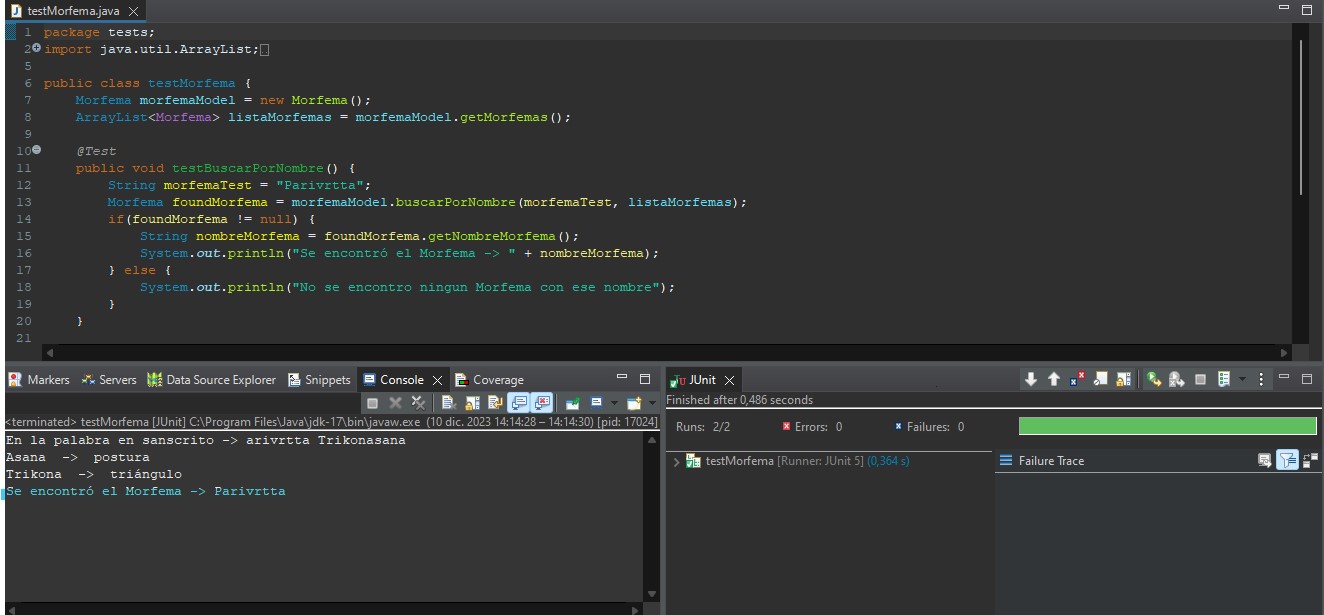 testMorfema.java
1 package tests;
2 import java.util.ArrayList;
5
6 public class testMorfema {
7     Morfema morfemaModel = new Morfema();
8     ArrayList<Morfema> listaMorfemas = morfemaModel.getMorfemas();
9
10     @Test
11     public void testBuscarPorNombre() {
12         String morfemaTest = "Parivrtta";
13         Morfema foundMorfema = morfemaModel.buscarPorNombre(morfemaTest, listaMorfemas);
14         if(foundMorfema != null) {
15             String nombreMorfema = foundMorfema.getNombreMorfema();
16             System.out.println("Se encontró el Morfema -> " + nombreMorfema);
17         } else {
18             System.out.println("No se encontro ningun Morfema con ese nombre");
19         }
20     }
21
Markers Servers Data Source Explorer Snippets Console Coverage
<terminated> testMorfema [JUnit] C:\Program Files\Java\jdk-17\bin\javaw.exe (10 dic. 2023 14:14:28 – 14:14:30) [pid: 17024]
En la palabra en sanscrito -> arivrtta Trikonasana
Asana  ->  postura
Trikona  ->  triángulo
Se encontró el Morfema -> Parivrtta
JUnit
Finished after 0,486 seconds
Runs: 2/2 Errors: 0 Failures: 0
testMorfema [Runner: JUnit 5] (0,364 s)
Failure Trace